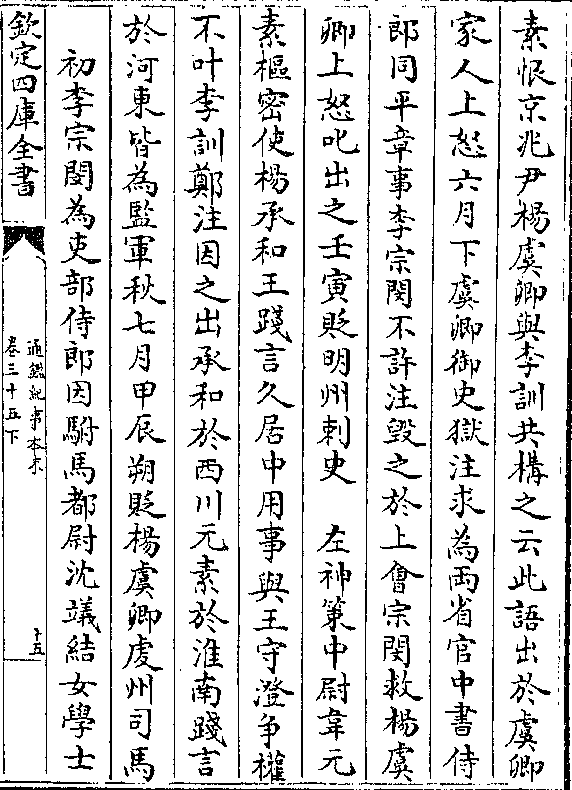 素恨京兆尹楊虞卿與李訓共構之云此語出於虞卿
家人上怒六月下虞卿御史獄注求為兩省官中書侍
郎同平章事李宗閔不許注毀之於上㑹宗閔救楊虞
卿上怒叱出之壬寅貶明州刺史　左神策中尉韋元
素樞密使楊承和王踐言久居中用事與王守澄爭權
不叶李訓鄭注因之出承和於西川元素於淮南踐言
於河東皆為監軍秋七月甲辰朔貶楊虞卿虔州司馬
初李宗閔為吏部侍郎因駙馬都尉沈䥧結女學士
欽定四庫全書
通鑑紀事本末
卷三十五下
十五